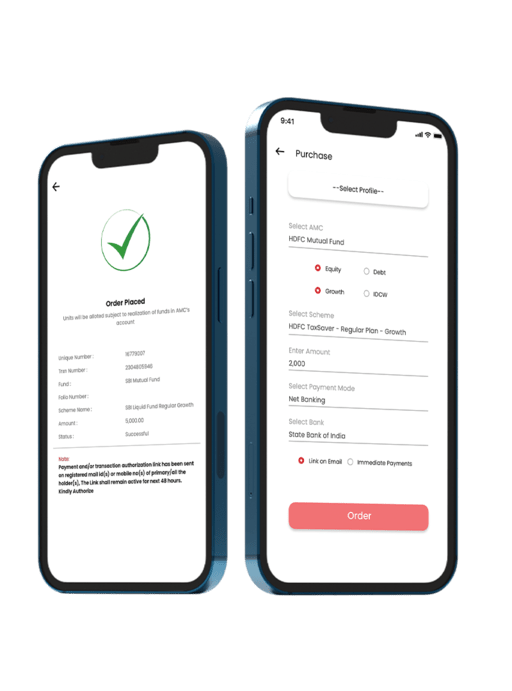 Order Placed
Units will be alloted subject to realization of funds in AMC's
account
Unique Number : 16779207
Txn Number : 2304805940
Fund : SBI Mutual Fund
Folio Number :
Scheme Name : SBI Liquid Fund Regular Growth
Amount : 5,000.00
Status : Successful
Note:
Payment and/or transaction authorization link has been sent
on registered mail id(s) or mobile no(s) of primary/all the
holder(s), The Link shall remain active for next 48 hours.
Kindly Authorize
9:41
Purchase
--Select Profile--
Select AMC
HDFC Mutual Fund
Equity Debt
Growth IDCW
Select Scheme
HDFC TaxSaver - Regular Plan - Growth
Enter Amount
2,000
Select Payment Mode
Net Banking
Select Bank
State Bank of India
Link on Email Immediate Payments
Order